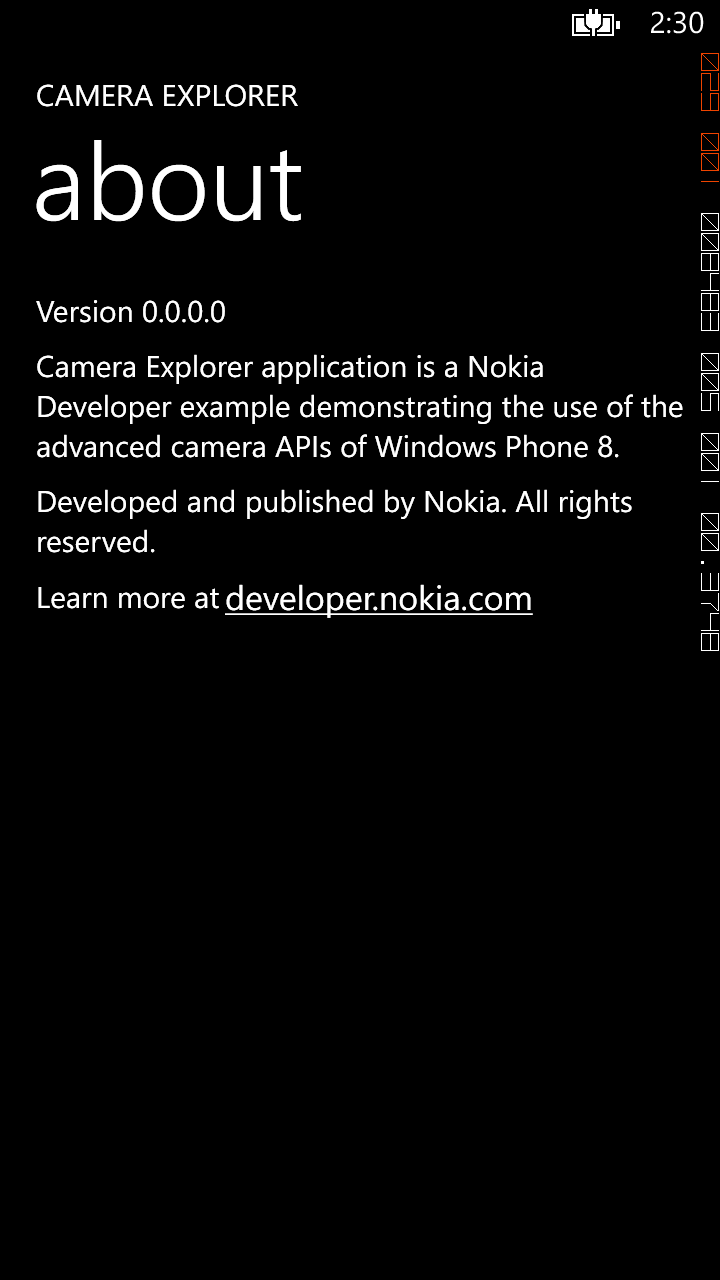 2:30
CAMERA EXPLORER
about
Version 0.0.0.0
Camera Explorer application is a Nokia
Developer example demonstrating the use of the
advanced camera APIs of Windows Phone 8.
Developed and published by Nokia. All rights
reserved.
Learn more at developer.nokia.com